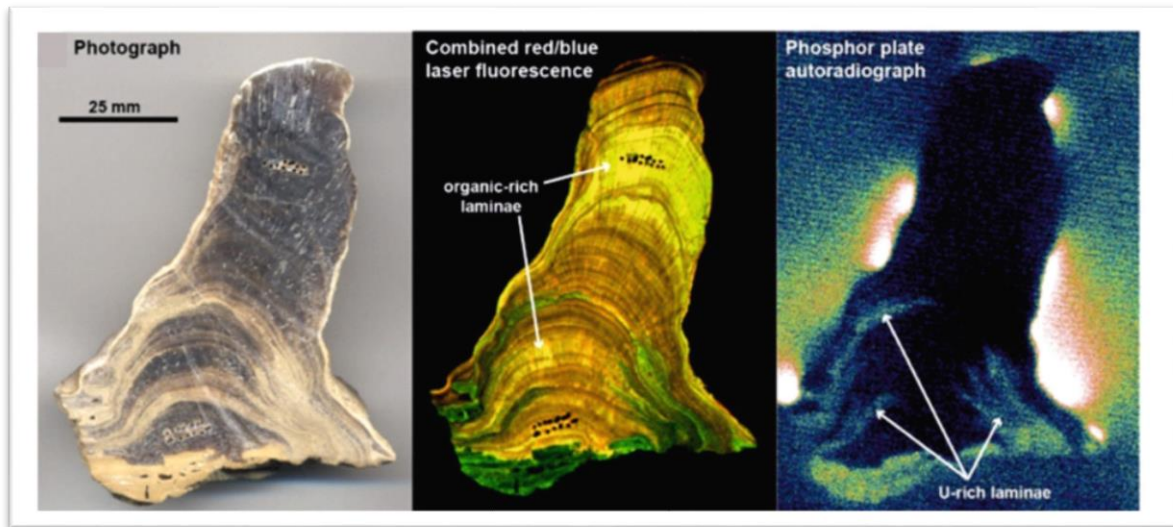 Photograph
25 mm
Combined red/blue
laser fluorescence
organic-rich
laminae
Phosphor plate
autoradiograph
U-rich laminae